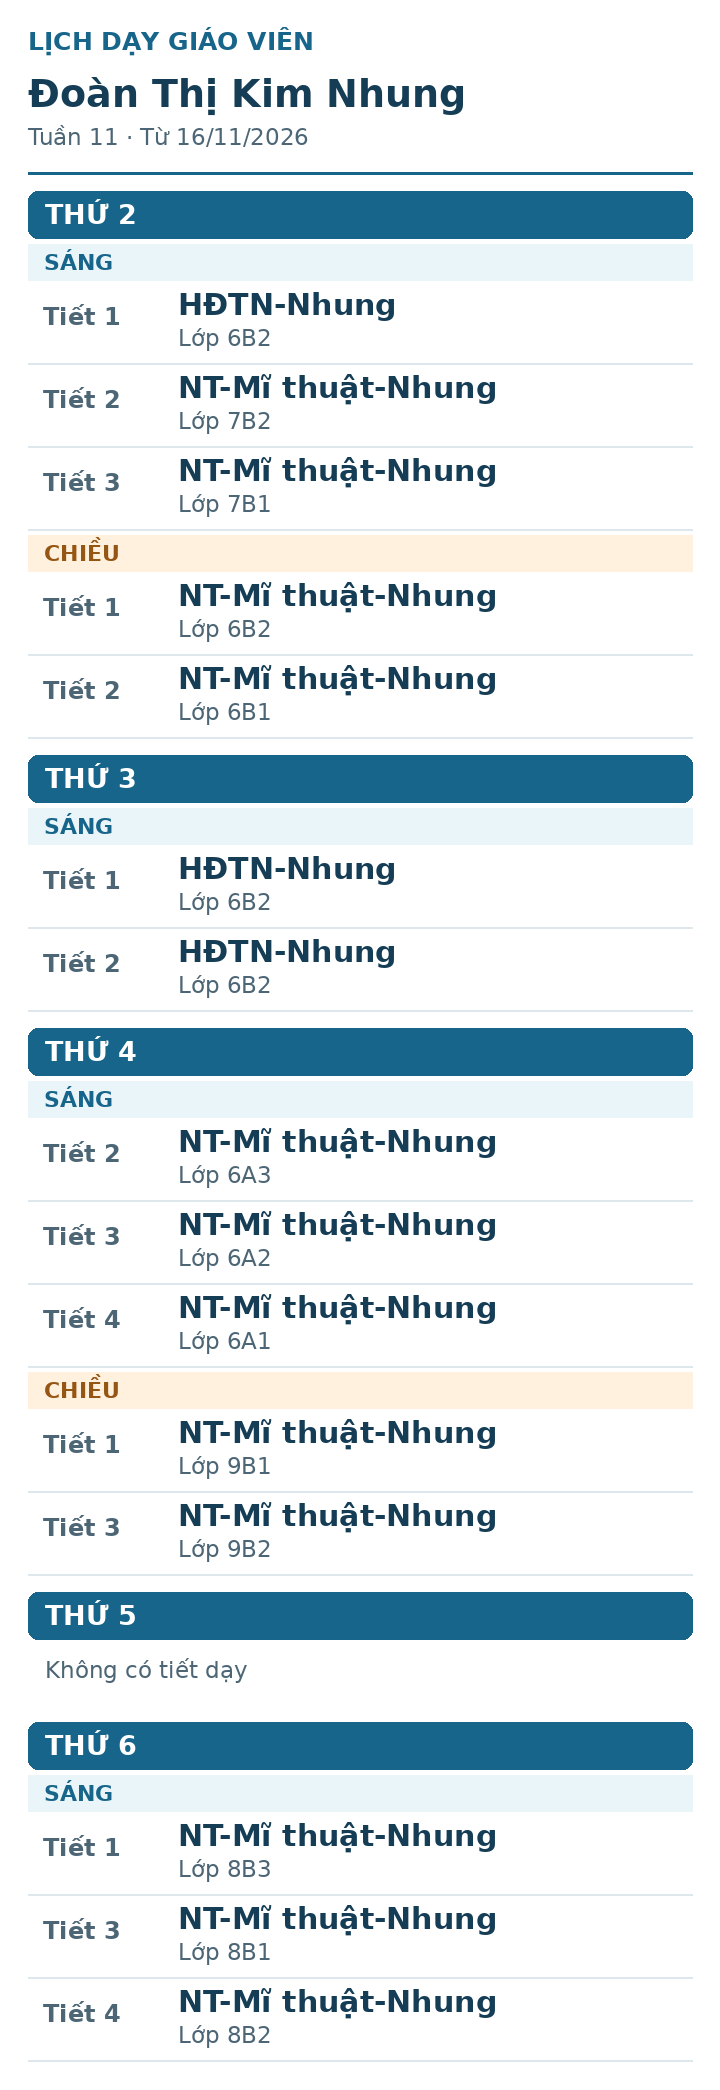 LỊCH DẠY GIÁO VIÊN
Đoàn Thị Kim Nhung
Tuần 11 · Từ 16/11/2026
THỨ 2
SÁNG
Tiết 1 HĐTN-Nhung
Lớp 6B2
Tiết 2 NT-Mĩ thuật-Nhung
Lớp 7B2
Tiết 3 NT-Mĩ thuật-Nhung
Lớp 7B1
CHIỀU
Tiết 1 NT-Mĩ thuật-Nhung
Lớp 6B2
Tiết 2 NT-Mĩ thuật-Nhung
Lớp 6B1
THỨ 3
SÁNG
Tiết 1 HĐTN-Nhung
Lớp 6B2
Tiết 2 HĐTN-Nhung
Lớp 6B2
THỨ 4
SÁNG
Tiết 2 NT-Mĩ thuật-Nhung
Lớp 6A3
Tiết 3 NT-Mĩ thuật-Nhung
Lớp 6A2
Tiết 4 NT-Mĩ thuật-Nhung
Lớp 6A1
CHIỀU
Tiết 1 NT-Mĩ thuật-Nhung
Lớp 9B1
Tiết 3 NT-Mĩ thuật-Nhung
Lớp 9B2
THỨ 5
Không có tiết dạy
THỨ 6
SÁNG
Tiết 1 NT-Mĩ thuật-Nhung
Lớp 8B3
Tiết 3 NT-Mĩ thuật-Nhung
Lớp 8B1
Tiết 4 NT-Mĩ thuật-Nhung
Lớp 8B2